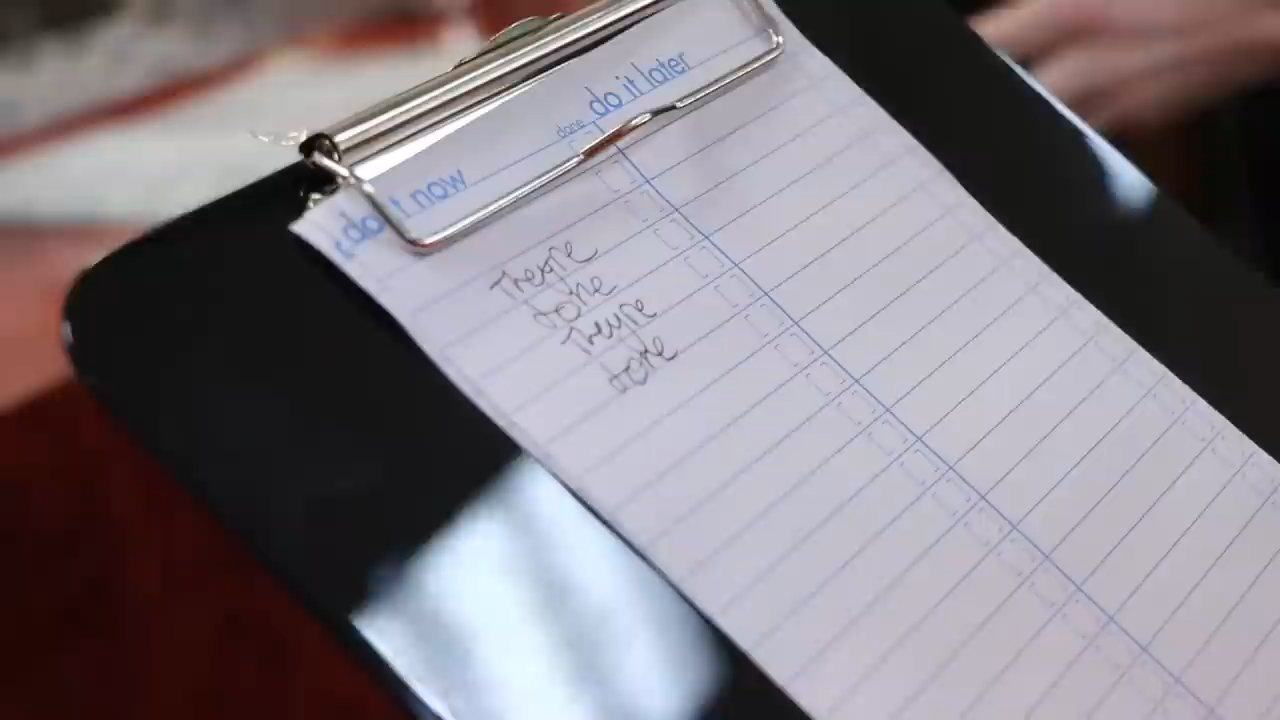 do it now
done
do it later
Theyre
done
Theyre
done